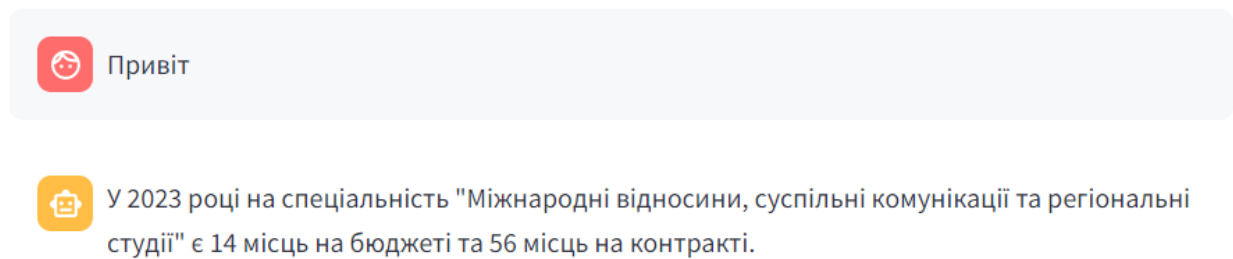 Привіт
У 2023 році на спеціальність "Міжнародні відносини, суспільні комунікації та регіональні
студії" є 14 місць на бюджеті та 56 місць на контракті.